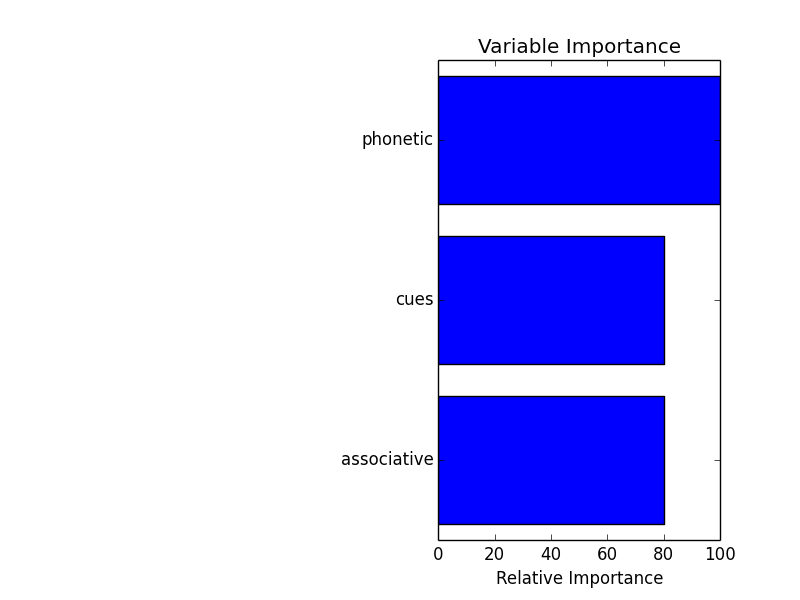 Variable Importance
phonetic
cues
associative
0 20 40 60 80 100
Relative Importance